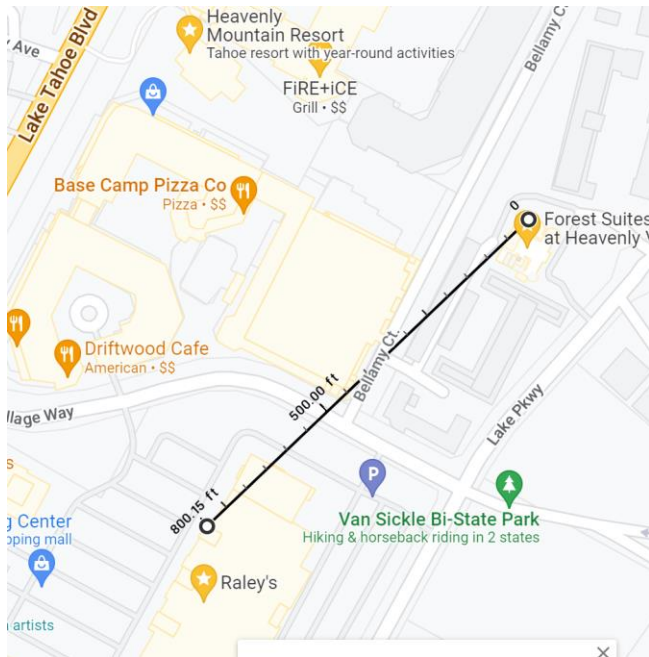 Heavenly
Mountain Resort
Tahoe resort with year-round activities
Bellamy Ct.
Ave
Lake Tahoe Blvd
FiRE+iCE
Grill • $$
Base Camp Pizza Co
Pizza • $$
0
Forest Suites
at Heavenly V
Bellamy Ct.
Driftwood Cafe
American • $$
500.00 ft
Lake Pkwy
illage Way
800.15 ft
P
Van Sickle Bi-State Park
Hiking & horseback riding in 2 states
g Center
pping mall
Raley's
artists